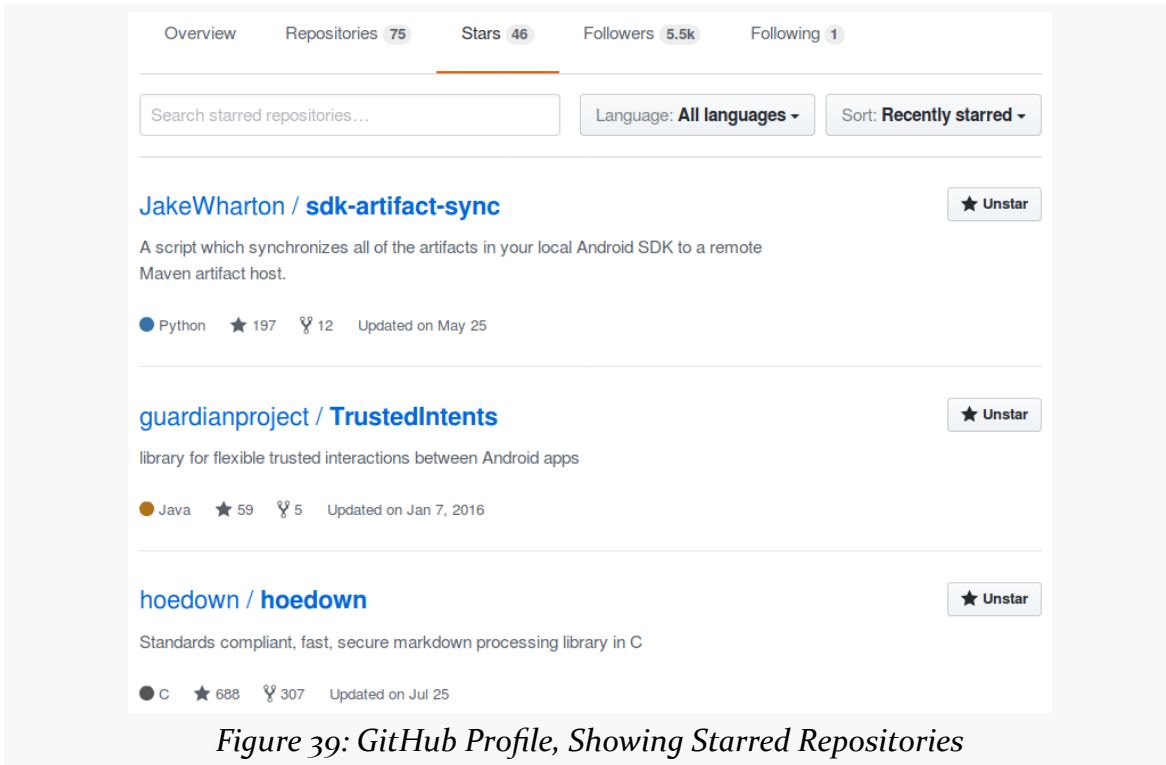 Overview Repositories 75 Stars 46 Followers 5.5k Following 1
Search starred repositories… Language: All languages Sort: Recently starred
JakeWharton / sdk-artifact-sync Unstar
A script which synchronizes all of the artifacts in your local Android SDK to a remote
Maven artifact host.
Python 197 12 Updated on May 25
guardianproject / TrustedIntents Unstar
library for flexible trusted interactions between Android apps
Java 59 5 Updated on Jan 7, 2016
hoedown / hoedown Unstar
Standards compliant, fast, secure markdown processing library in C
C 688 307 Updated on Jul 25
Figure 39: GitHub Profile, Showing Starred Repositories